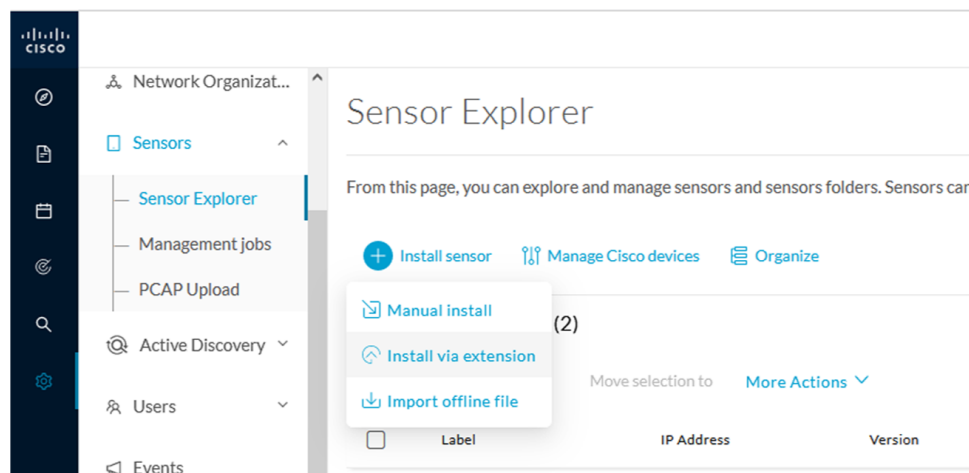 CISCO
Network Organizat...
Sensors
Sensor Explorer
Management jobs
PCAP Upload
Active Discovery
Users
Events
Sensor Explorer
From this page, you can explore and manage sensors and sensors folders. Sensors can
Install sensor
Manage Cisco devices
Organize
Manual install
Install via extension
Import offline file
(2)
Move selection to
More Actions
Label
IP Address
Version